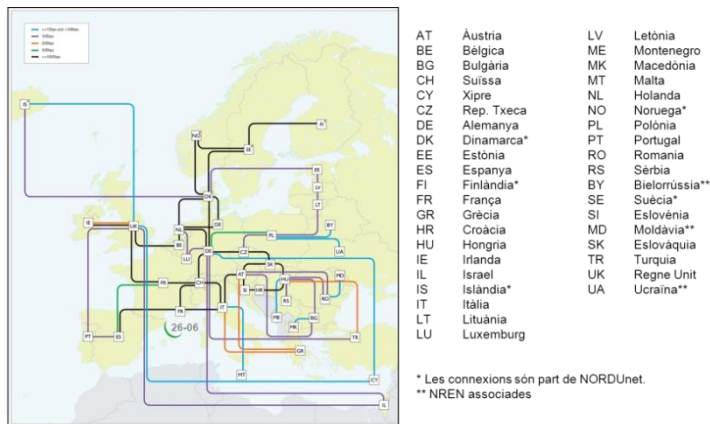 IS
NO
SE
FI
EE
LV
LT
DK
DE
IE
UK
NL
BE
LU
DE
PL
BY
UA
CZ
SK
AT
HU
MD
SI
HR
RS
RO
CH
FR
FR
IT
ME
MK
BG
GR
TR
PT
ES
26-06
MT
CY
IL
AT Àustria
BE Bèlgica
BG Bulgària
CH Suïssa
CY Xipre
CZ Rep. Txeca
DE Alemanya
DK Dinamarca*
EE Estònia
ES Espanya
FI Finlàndia*
FR França
GR Grècia
HR Croàcia
HU Hongria
IE Irlanda
IL Israel
IS Islàndia*
IT Itàlia
LT Lituània
LU Luxemburg
LV Letònia
ME Montenegro
MK Macedònia
MT Malta
NL Holanda
NO Noruega*
PL Polònia
PT Portugal
RO Romania
RS Sèrbia
BY Bielorrússia**
SE Suècia*
SI Eslovènia
MD Moldàvia**
SK Eslovàquia
TR Turquia
UK Regne Unit
UA Ucraïna**
* Les connexions són part de NORDUnet.
** NREN associades